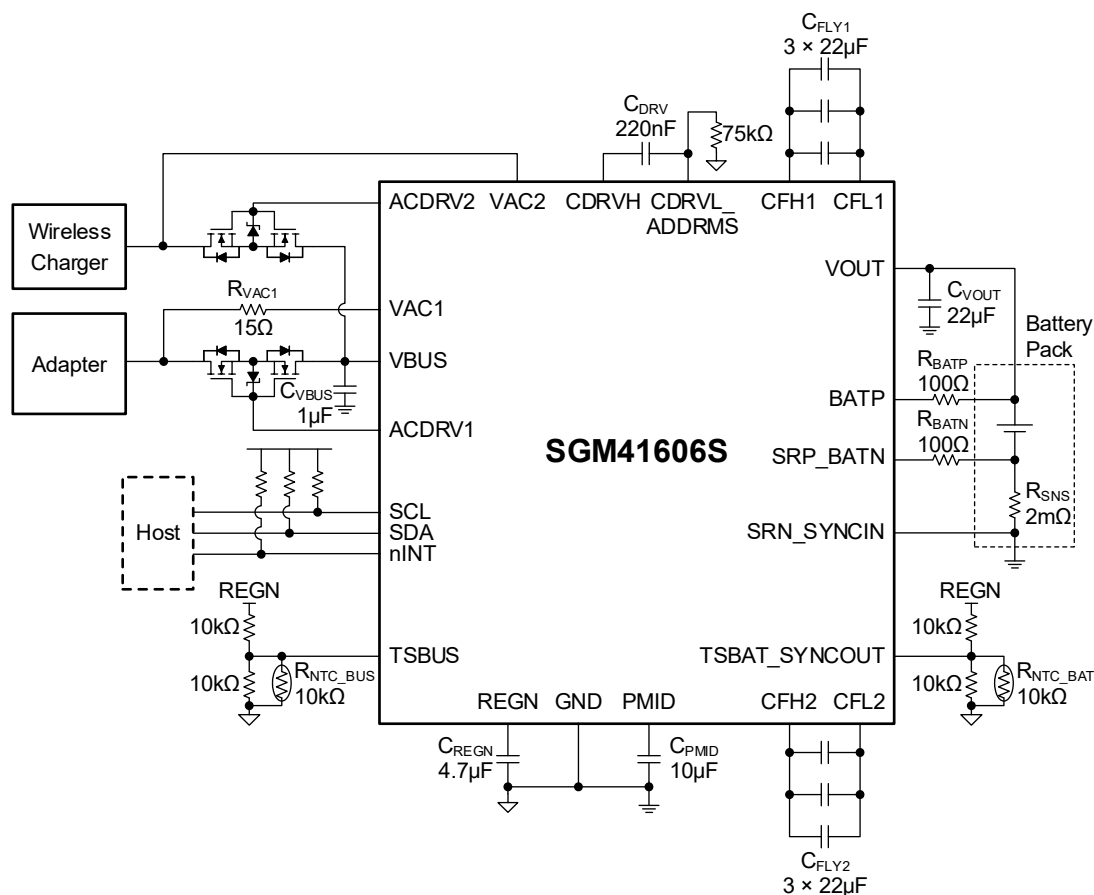 CFLY1
3 × 22μF
CDRV
220nF
75kΩ
ACDRV2
VAC2
CDRVH
CDRVL_
ADDRMS
CFH1
CFL1
Wireless
Charger
VOUT
RVAC1
15Ω
VAC1
CVOUT
22μF
Battery
Pack
Adapter
VBUS
CVBUS
1μF
RBATP
100Ω
BATP
ACDRV1
SGM41606S
RBATN
100Ω
SRP_BATN
RSNS
2mΩ
Host
SCL
SDA
nINT
SRN_SYNCIN
REGN
10kΩ
TSBUS
10kΩ
RNTC_BUS
10kΩ
REGN
10kΩ
TSBAT_SYNCOUT
10kΩ
RNTC_BAT
10kΩ
REGN
GND
PMID
CFH2
CFL2
CREGN
4.7μF
CPMID
10μF
CFLY2
3 × 22μF